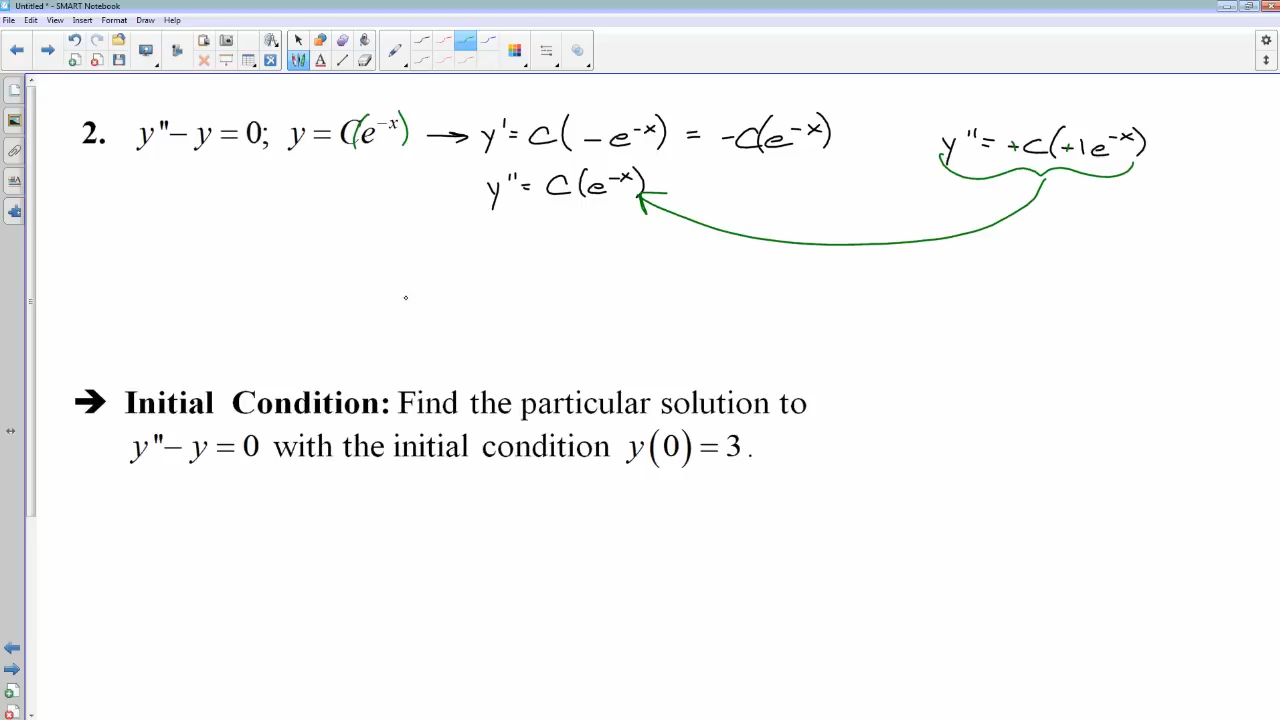 Untitled * - SMART Notebook
File Edit View Insert Format Draw Help
2. y"− y = 0; y = C(e^−x) → y' = C( − e^−x) = -C(e^−x)
y" = +C(+1e^−x)
y" = C(e^−x)
➔ Initial Condition: Find the particular solution to
y"− y = 0 with the initial condition y(0) = 3.